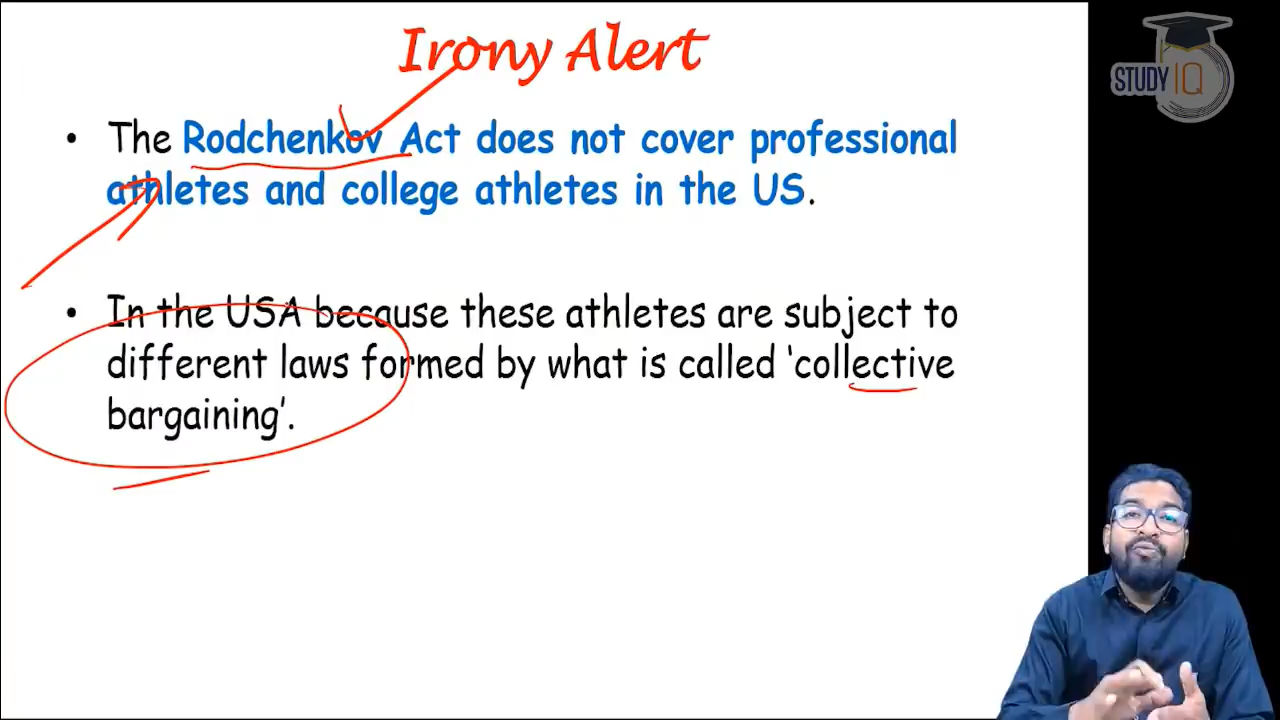 Irony Alert
STUDY IQ
• The Rodchenkov Act does not cover professional
athletes and college athletes in the US.
• In the USA because these athletes are subject to
different laws formed by what is called ‘collective
bargaining’.